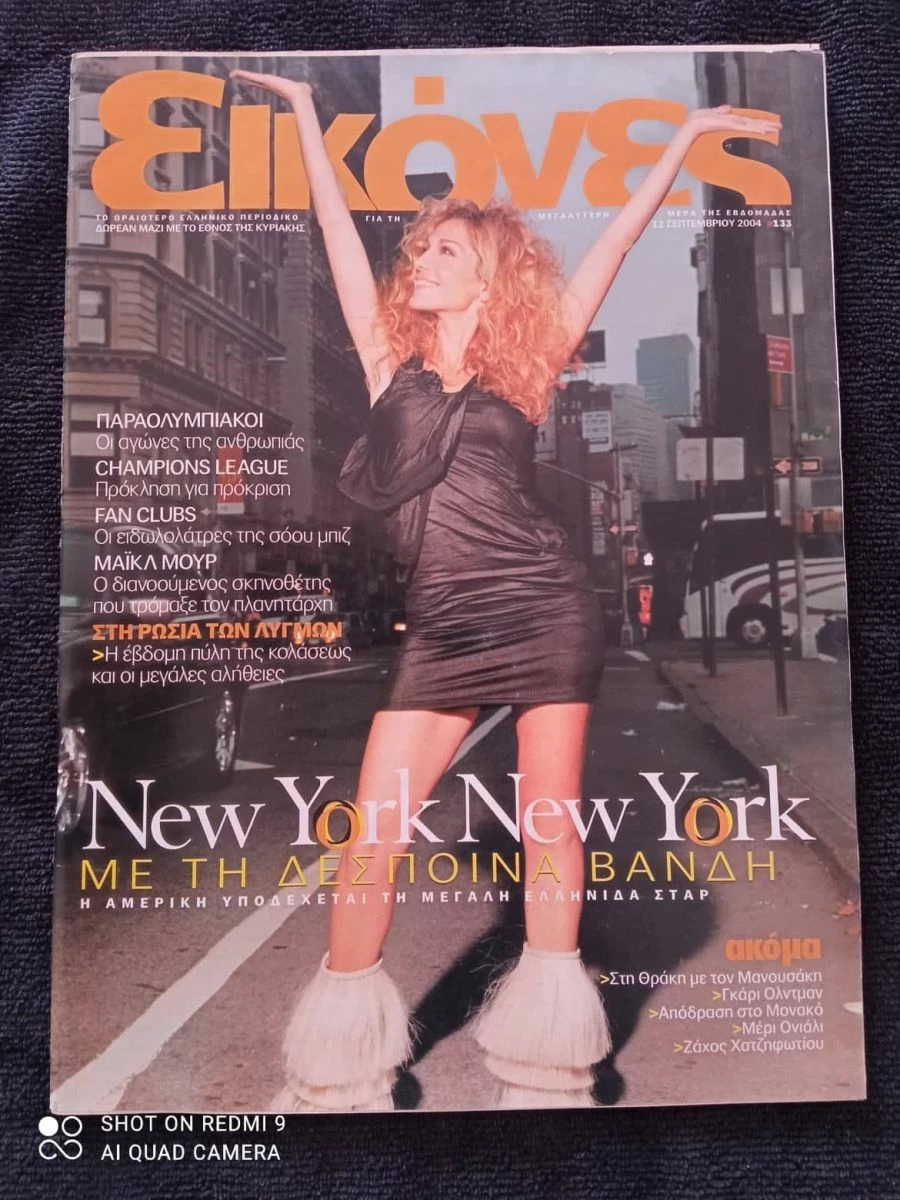 Εικόνες
ΤΟ ΩΡΑΙΟΤΕΡΟ ΕΛΛΗΝΙΚΟ ΠΕΡΙΟΔΙΚΟ ΓΙΑ ΤΗ ΜΕΓΑΛΥΤΕΡΗ ΜΕΡΑ ΤΗΣ ΕΒΔΟΜΑΔΑΣ
ΔΩΡΕΑΝ ΜΑΖΙ ΜΕ ΤΟ ΕΘΝΟΣ ΤΗΣ ΚΥΡΙΑΚΗΣ 12 ΣΕΠΤΕΜΒΡΙΟΥ 2004 >133
ΠΑΡΑΟΛΥΜΠΙΑΚΟΙ
Οι αγώνες της ανθρωπιάς
CHAMPIONS LEAGUE
Πρόκληση για πρόκριση
FAN CLUBS
Οι ειδωλολάτρες της σόου μπιζ
ΜΑΪΚΛ ΜΟΥΡ
Ο διανοούμενος σκηνοθέτης
που τρόμαξε τον πλανητάρχη
ΣΤΗ ΡΩΣΙΑ ΤΩΝ ΛΥΓΜΩΝ
>Η έβδομη πύλη της κολάσεως
και οι μεγάλες αλήθειες
New York New York
ΜΕ ΤΗ ΔΕΣΠΟΙΝΑ ΒΑΝΔΗ
Η ΑΜΕΡΙΚΗ ΥΠΟΔΕΧΕΤΑΙ ΤΗ ΜΕΓΑΛΗ ΕΛΛΗΝΙΔΑ ΣΤΑΡ
ακόμα
>Στη Θράκη με τον Μανουσάκη
>Γκάρι Ολντμαν
>Απόδραση στο Μονακό
>Μέρι Ονιάλι
>Ζάχος Χατζηφωτίου
SHOT ON REDMI 9
AI QUAD CAMERA